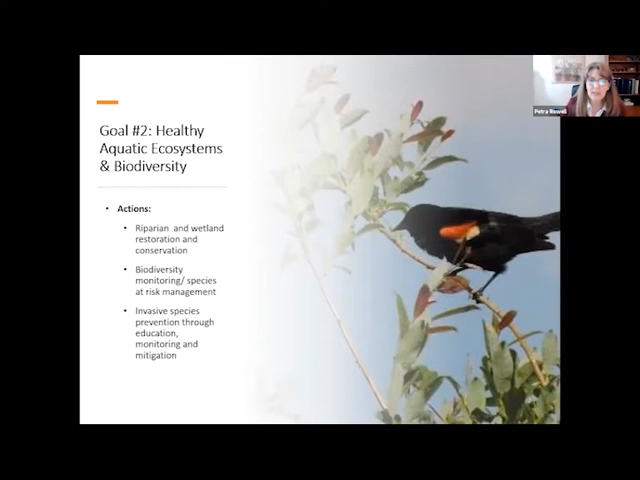 Goal #2: Healthy
Aquatic Ecosystems
& Biodiversity
• Actions:
• Riparian and wetland
restoration and
conservation
• Biodiversity
monitoring/ species
at risk management
• Invasive species
prevention through
education,
monitoring and
mitigation
Petra Rowell